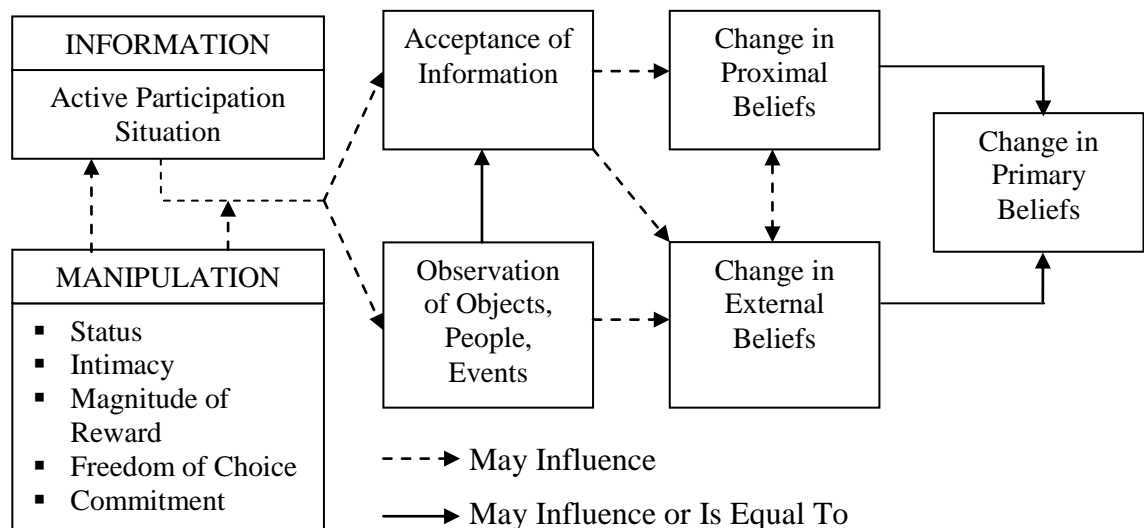 INFORMATION
Active Participation
Situation
MANIPULATION
▪ Status
▪ Intimacy
▪ Magnitude of
Reward
▪ Freedom of Choice
▪ Commitment
Acceptance of
Information
Observation
of Objects,
People,
Events
Change in
Proximal
Beliefs
Change in
External
Beliefs
Change in
Primary
Beliefs
May Influence
May Influence or Is Equal To